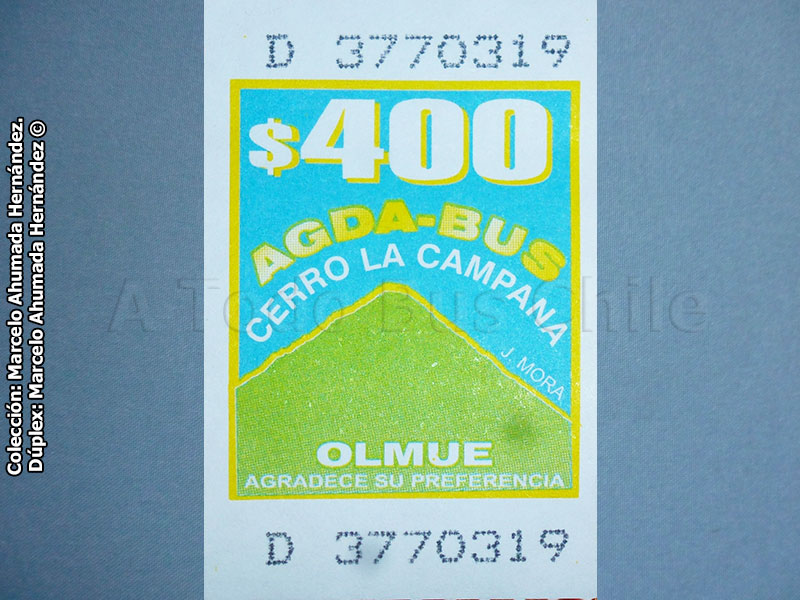 D 3770319
$400
AGDA-BUS
CERRO LA CAMPANA
J. MORA
OLMUE
AGRADECE SU PREFERENCIA
D 3770319
A Todo Bus Chile
Colección: Marcelo Ahumada Hernández.
Dúplex: Marcelo Ahumada Hernández ©